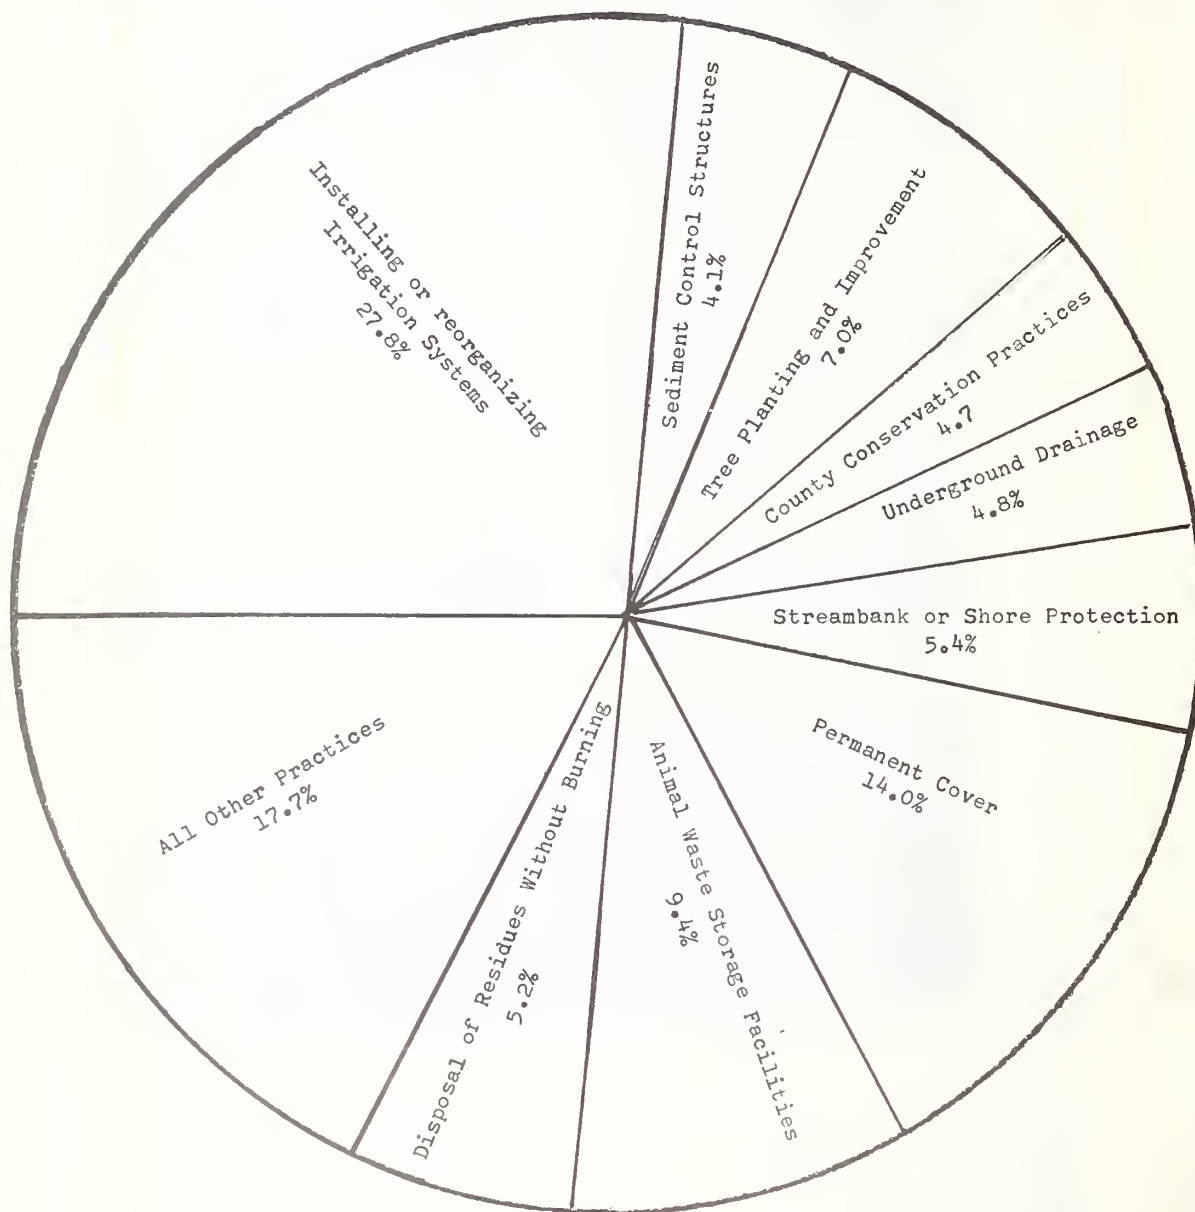 Installing or reorganizing
Irrigation Systems
27.8%
Sediment Control Structures
4.1%
Tree Planting and Improvement
7.0%
County Conservation Practices
4.7
Underground Drainage
4.8%
Streambank or Shore Protection
5.4%
Permanent Cover
14.0%
Animal Waste Storage Facilities
9.4%
Disposal of Residues Without Burning
5.2%
All Other Practices
17.7%